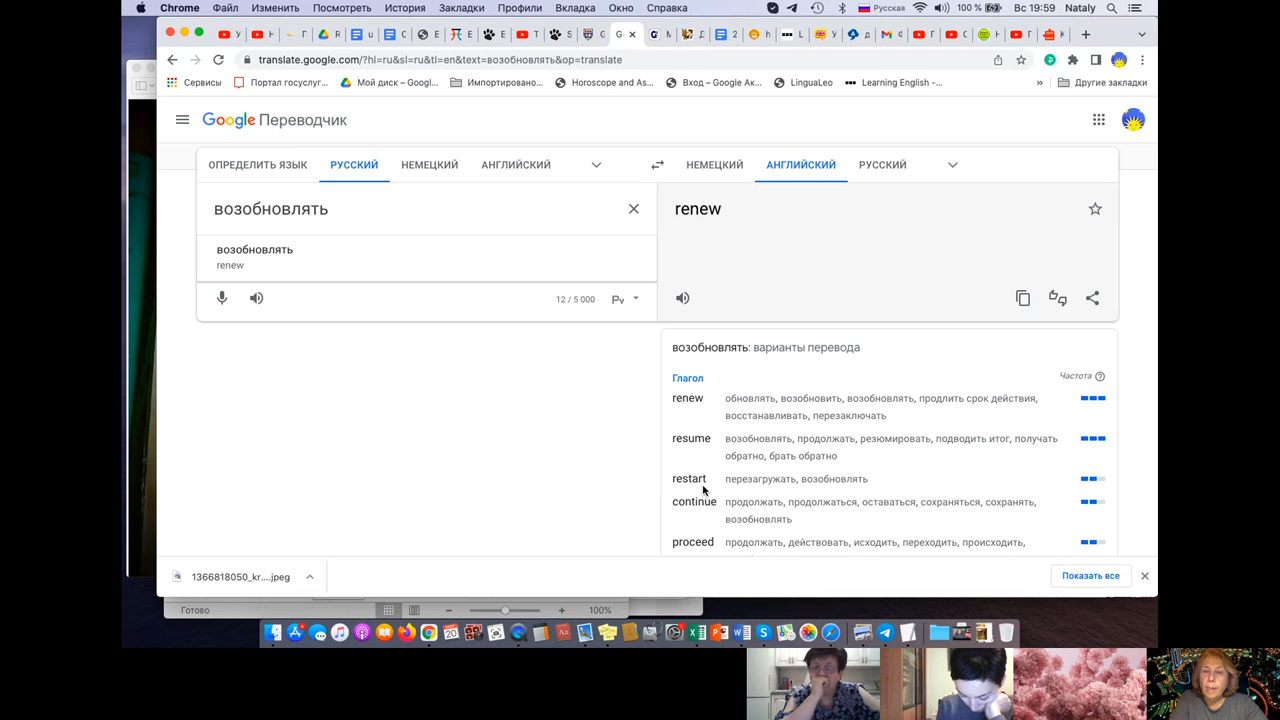 Chrome Файл Изменить Посмотреть История Закладки Профили Вкладка Окно Справка Русская 100 % Вс 19:59 Nataly
translate.google.com/?hl=ru&sl=ru&tl=en&text=возобновлять&op=translate
Сервисы Портал госуслуг... Мой диск – Googl... Импортировано... Horoscope and As... Вход – Google Ак... LinguaLeo Learning English -... » Другие закладки
Google Переводчик
ОПРЕДЕЛИТЬ ЯЗЫК РУССКИЙ НЕМЕЦКИЙ АНГЛИЙСКИЙ НЕМЕЦКИЙ АНГЛИЙСКИЙ РУССКИЙ
возобновлять renew
возобновлять
renew
12 / 5 000
возобновлять: варианты перевода
Глагол Частота
renew обновлять, возобновить, возобновлять, продлить срок действия,
восстанавливать, перезаключать
resume возобновлять, продолжать, резюмировать, подводить итог, получать
обратно, брать обратно
restart перезагружать, возобновлять
continue продолжать, продолжаться, оставаться, сохраняться, сохранять,
возобновлять
proceed продолжать, действовать, исходить, переходить, происходить,
1366818050_kr....jpeg Показать все
Готово 100%